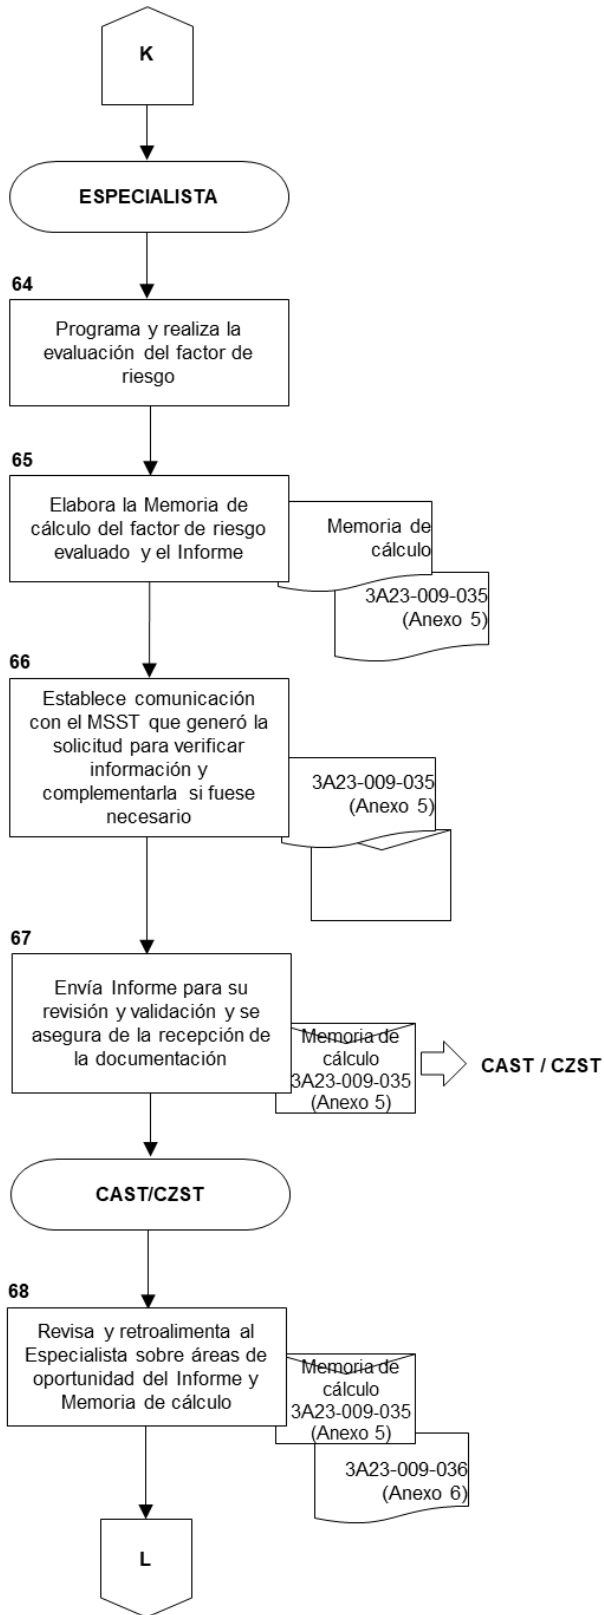 K
ESPECIALISTA
64
Programa y realiza la
evaluación del factor de
riesgo
65
Elabora la Memoria de
cálculo del factor de riesgo
evaluado y el Informe
Memoria de
cálculo
3A23-009-035
(Anexo 5)
66
Establece comunicación
con el MSST que generó la
solicitud para verificar
información y
complementarla si fuese
necesario
3A23-009-035
(Anexo 5)
67
Envía Informe para su
revisión y validación y se
asegura de la recepción de
la documentación
Memoria de
cálculo
3A23-009-035
(Anexo 5)
CAST / CZST
CAST/CZST
68
Revisa y retroalimenta al
Especialista sobre áreas de
oportunidad del Informe y
Memoria de cálculo
Memoria de
cálculo
3A23-009-035
(Anexo 5)
3A23-009-036
(Anexo 6)
L